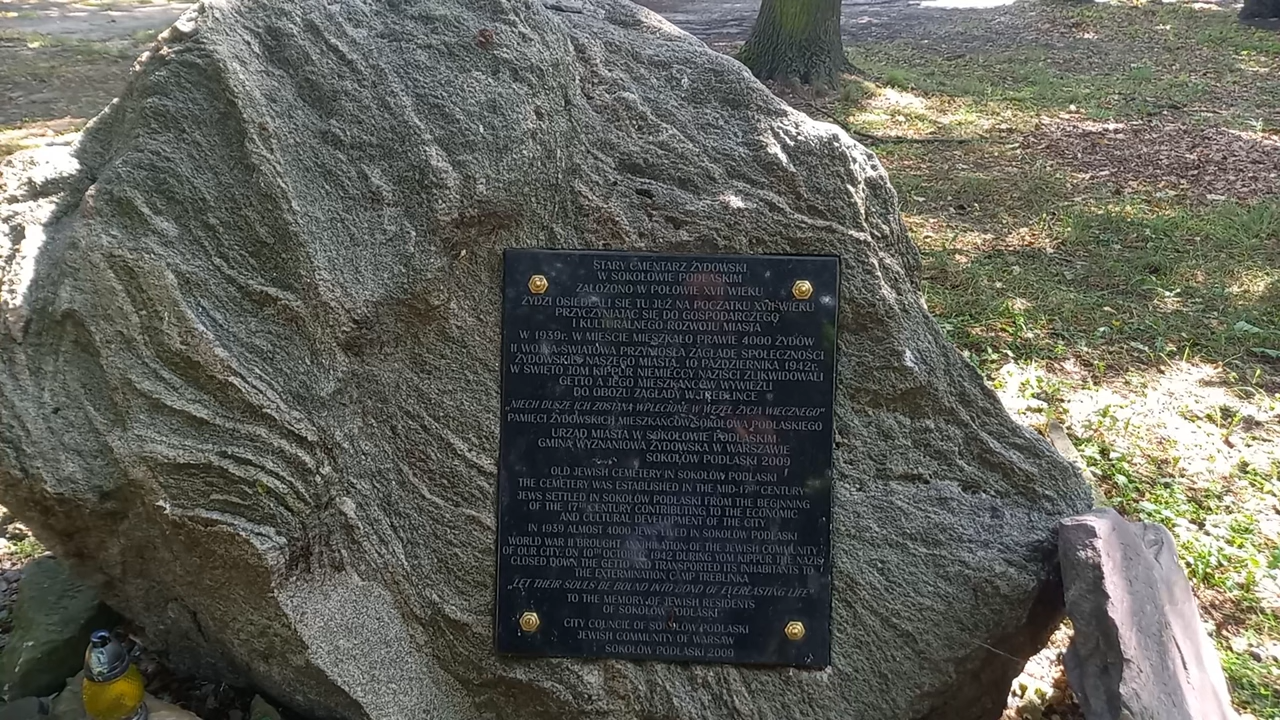 STARY CMENTARZ ŻYDOWSKI
W SOKOŁOWIE PODLASKIM
ZAŁOŻONO W POŁOWIE XVII WIEKU
ŻYDZI OSIEDLALI SIĘ TU JUŻ NA POCZĄTKU XVII WIEKU
PRZYCZYNIAJĄC SIĘ DO GOSPODARCZEGO
I KULTURALNEGO ROZWOJU MIASTA
W 1939r. W MIEŚCIE MIESZKAŁO PRAWIE 4000 ŻYDÓW
II WOJNA ŚWIATOWA PRZYNIOSŁA ZAGŁADĘ SPOŁECZNOŚCI
ŻYDOWSKIEJ NASZEGO MIASTA. 10 PAŹDZIERNIKA 1942r.
W ŚWIĘTO JOM KIPPUR NIEMIECCY NAZIŚCI ZLIKWIDOWALI
GETTO A JEGO MIESZKAŃCÓW WYWIEŹLI
DO OBOZU ZAGŁADY W TREBLINCE
„NIECH DUSZE ICH ZOSTANĄ WPLECIONE W WĘZEŁ ŻYCIA WIECZNEGO"
PAMIĘCI ŻYDOWSKICH MIESZKAŃCÓW SOKOŁOWA PODLASKIEGO
URZĄD MIASTA W SOKOŁOWIE PODLASKIM
GMINA WYZNANIOWA ŻYDOWSKA W WARSZAWIE
SOKOŁÓW PODLASKI 2009
OLD JEWISH CEMETERY IN SOKOŁÓW PODLASKI
THE CEMETERY WAS ESTABLISHED IN THE MID-17TH CENTURY
JEWS SETTLED IN SOKOŁÓW PODLASKI FROM THE BEGINNING
OF THE 17TH CENTURY CONTRIBUTING TO THE ECONOMIC
AND CULTURAL DEVELOPMENT OF THE CITY
IN 1939 ALMOST 4000 JEWS LIVED IN SOKOŁÓW PODLASKI
WORLD WAR II BROUGHT ANNIHILATION OF THE JEWISH COMMUNITY
OF OUR CITY. ON 10TH OCTOBER 1942 DURING YOM KIPPUR THE NAZIS
CLOSED DOWN THE GETTO AND TRANSPORTED ITS INHABITANTS TO
THE EXTERMINATION CAMP TREBLINKA
„LET THEIR SOULS BE BOUND INTO BOND OF EVERLASTING LIFE"
TO THE MEMORY OF JEWISH RESIDENTS
OF SOKOŁÓW PODLASKI
CITY COUNCIL OF SOKOŁÓW PODLASKI
JEWISH COMMUNITY OF WARSAW
SOKOŁÓW PODLASKI 2009